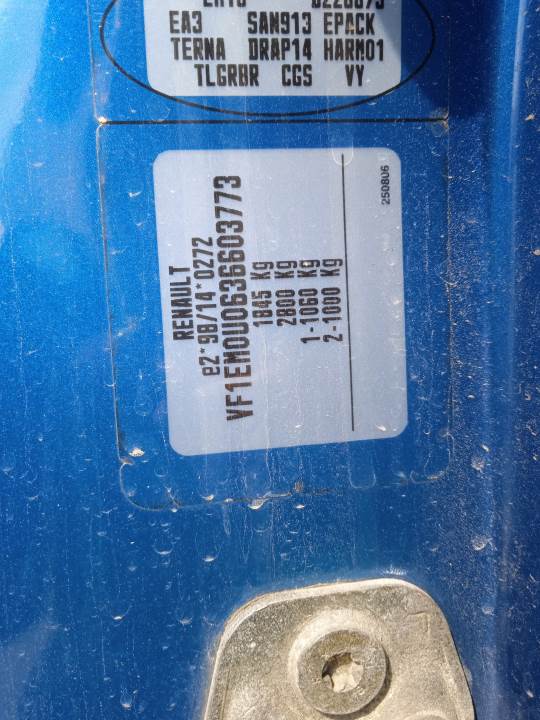 EA3 SAN913 EPACK
TERNA DRAP14 HARM01
TLGRBR CGS VY
RENAULT
e2*98/14*0272
VF1EM0U0636603773
1845 Kg
2800 Kg
1-1060 Kg
2-1000 Kg
250806